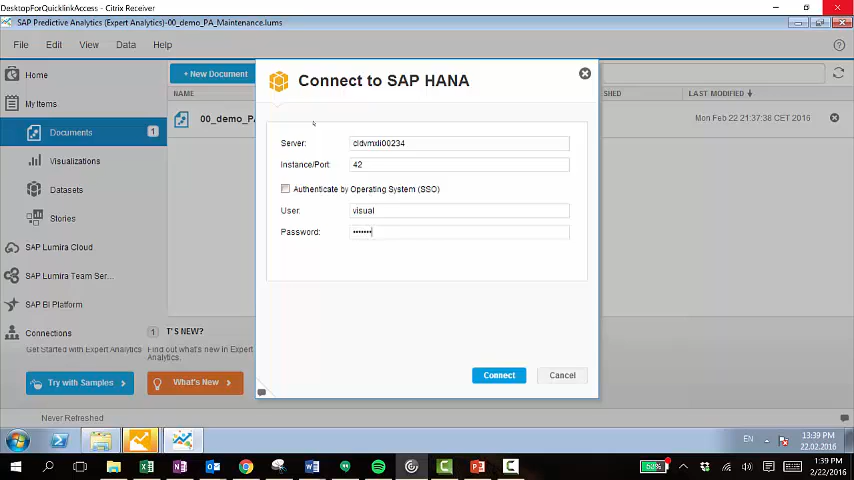 DesktopForQuicklinkAccess - Citrix Receiver
SAP Predictive Analytics (Expert Analytics)-00_demo_PA_Maintenance.lums
File Edit View Data Help
Home
My Items
Documents 1
Visualizations
Datasets
Stories
SAP Lumira Cloud
SAP Lumira Team Ser...
SAP BI Platform
Connections
+ New Document
NAME
SHED
LAST MODIFIED
00_demo_PA
Mon Feb 22 21:37:38 CET 2016
Connect to SAP HANA
Server: cldvmxli00234
Instance/Port: 42
Authenticate by Operating System (SSO)
User: visual
Password: •••••••
Connect Cancel
1 T'S NEW?
Get Started with Expert Analytics
Find out what's new in Expert
Analytics.
Try with Samples
What's New
Never Refreshed
EN
13:39 PM
22.02.2016
53%
1:39 PM
2/22/2016